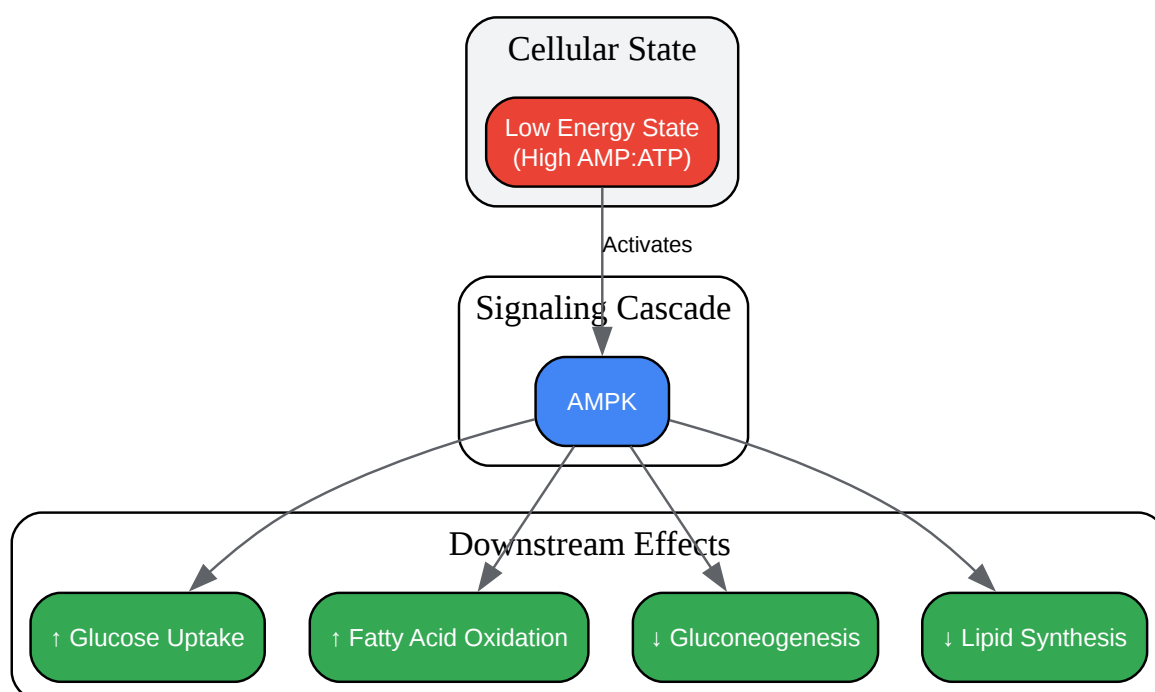 Cellular State
Low Energy State
(High AMP:ATP)
Activates
Signaling Cascade
AMPK
Downstream Effects
↑ Glucose Uptake
↑ Fatty Acid Oxidation
↓ Gluconeogenesis
↓ Lipid Synthesis